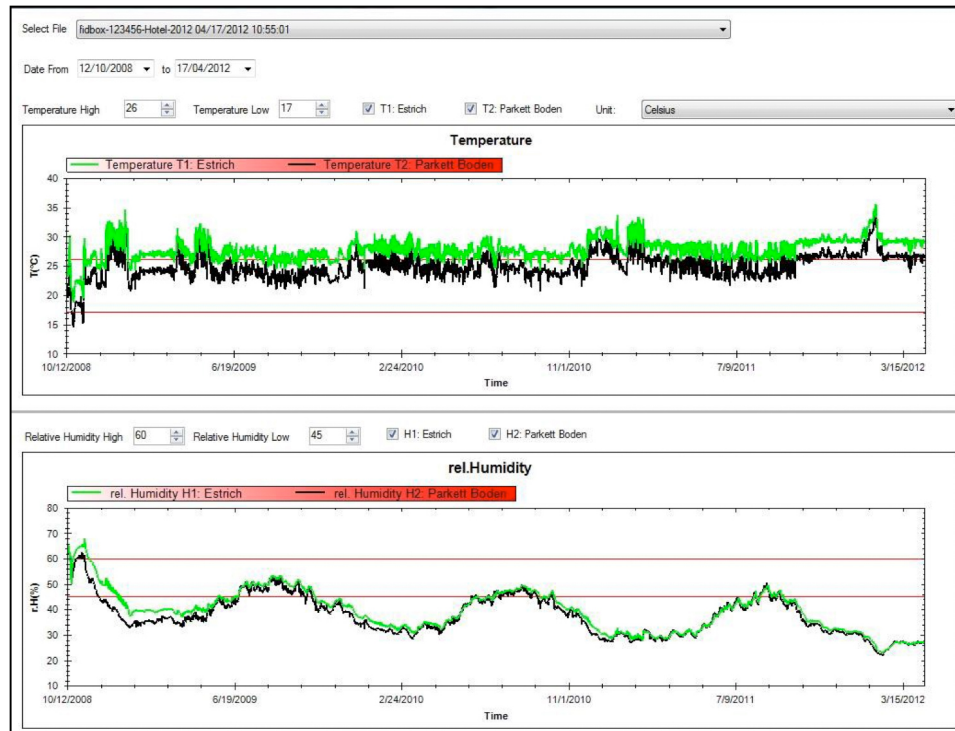 Select File fidbox-123456-Hotel-2012 04/17/2012 10:55:01
Date From 12/10/2008 to 17/04/2012
Temperature High 26 Temperature Low 17 T1: Estrich T2: Parkett Boden Unit: Celsius
Temperature
Temperature T1: Estrich Temperature T2: Parkett Boden
40
35
30
25
20
15
10
T(°C)
10/12/2008 6/19/2009 2/24/2010 11/1/2010 7/9/2011 3/15/2012
Time
Relative Humidity High 60 Relative Humidity Low 45 H1: Estrich H2: Parkett Boden
rel.Humidity
rel. Humidity H1: Estrich rel. Humidity H2: Parkett Boden
80
70
60
50
40
30
20
10
r.H(%)
10/12/2008 6/19/2009 2/24/2010 11/1/2010 7/9/2011 3/15/2012
Time